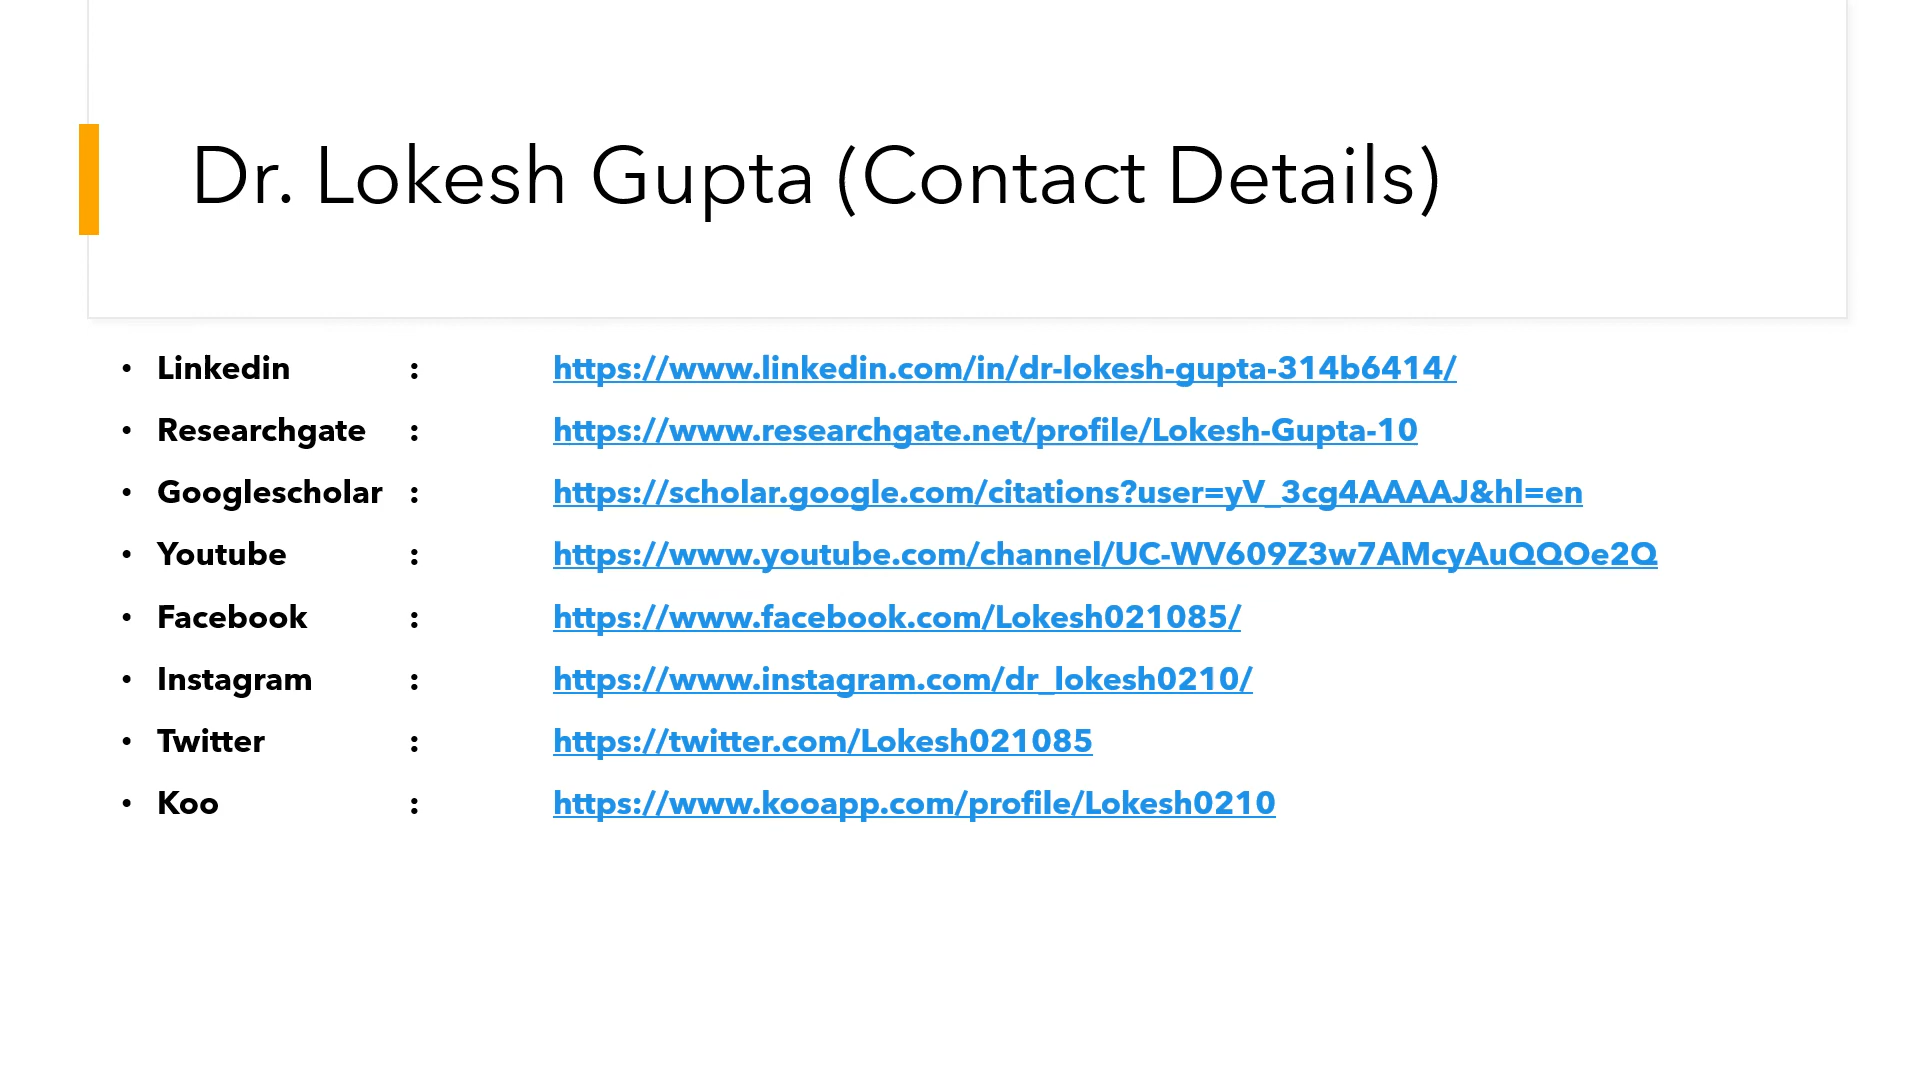 Dr. Lokesh Gupta (Contact Details)
• Linkedin : https://www.linkedin.com/in/dr-lokesh-gupta-314b6414/
• Researchgate : https://www.researchgate.net/profile/Lokesh-Gupta-10
• Googlescholar : https://scholar.google.com/citations?user=yV_3cg4AAAAJ&hl=en
• Youtube : https://www.youtube.com/channel/UC-WV609Z3w7AMcyAuQQOe2Q
• Facebook : https://www.facebook.com/Lokesh021085/
• Instagram : https://www.instagram.com/dr_lokesh0210/
• Twitter : https://twitter.com/Lokesh021085
• Koo : https://www.kooapp.com/profile/Lokesh0210